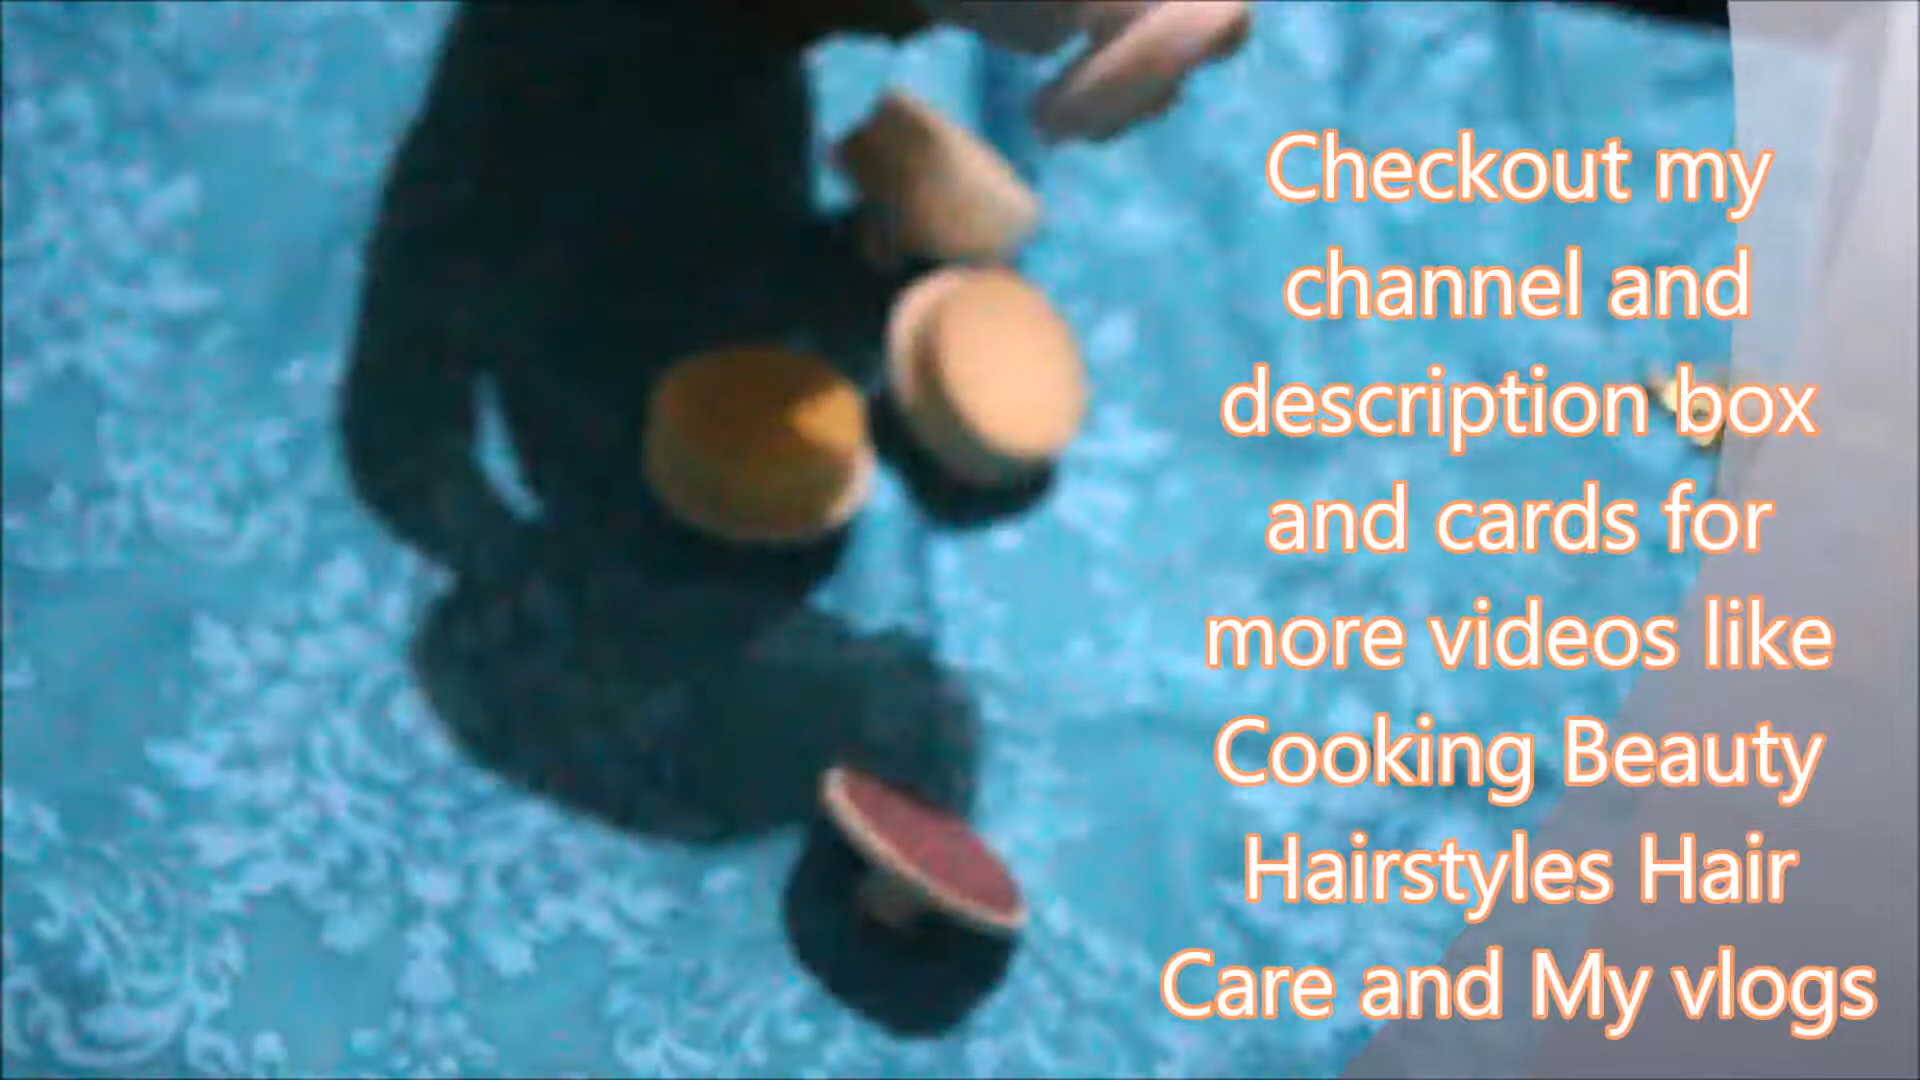 Checkout my
channel and
description box
and cards for
more videos like
Cooking Beauty
Hairstyles Hair
Care and My vlogs